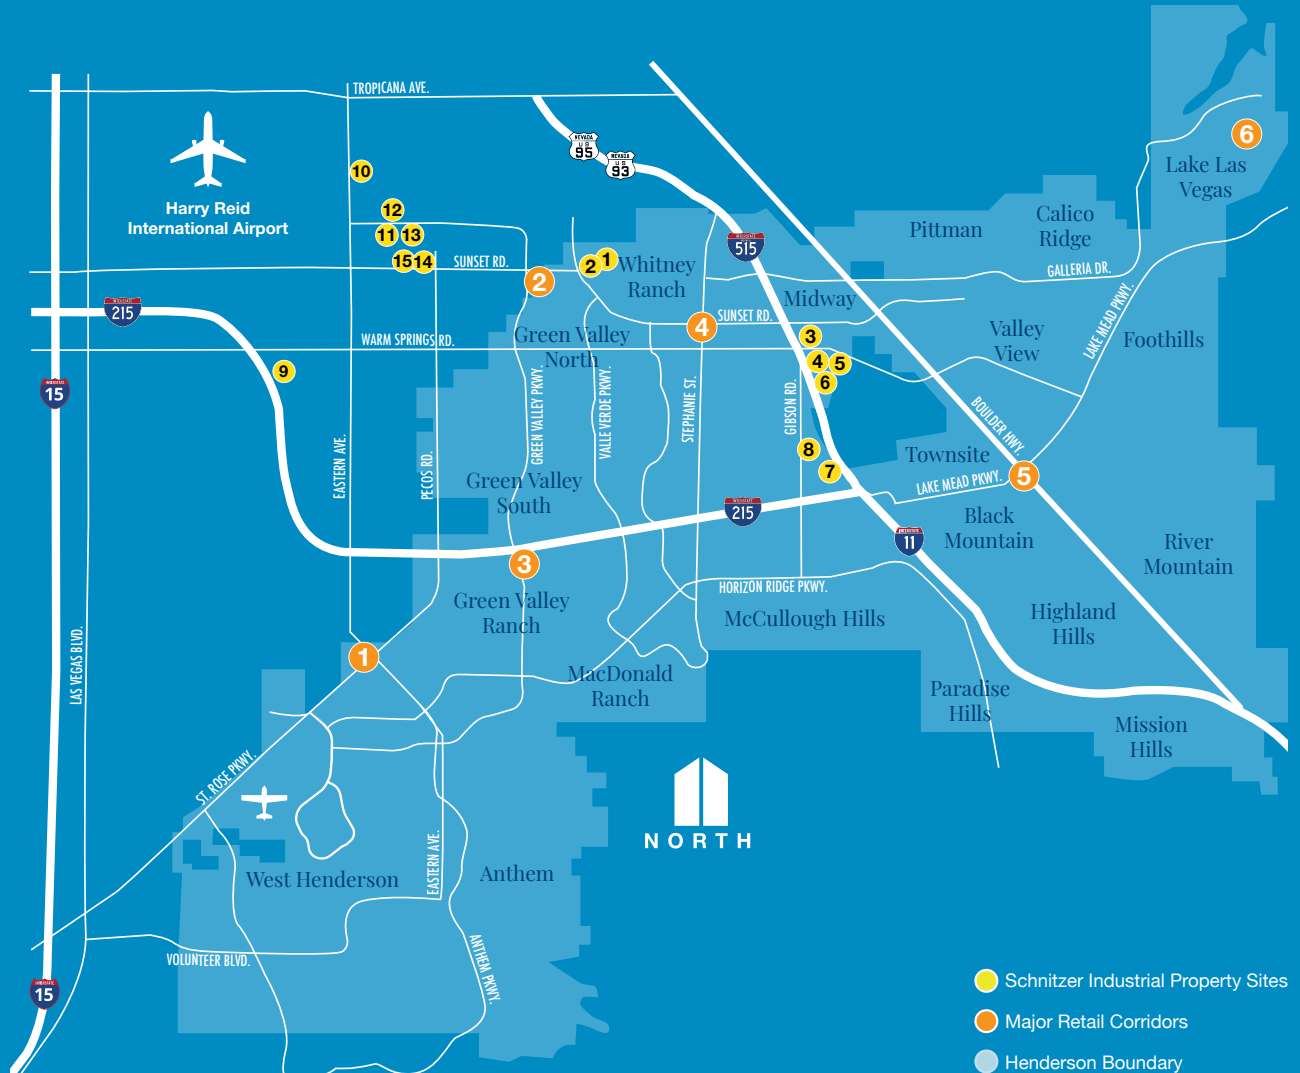 TROPICANA AVE.
NEVADA
U S
95
NEVADA
U S
93
6
Lake Las
Vegas
10
Harry Reid
International Airport
12
11
13
15
14
SUNSET RD.
2
2
1
Whitney
Ranch
INTERSTATE
515
Pittman
Calico
Ridge
GALLERIA DR.
Midway
INTERSTATE
215
WARM SPRINGS RD.
Green Valley
North
4
SUNSET RD.
3
4
5
6
Valley
View
LAKE MEAD PKWY.
Foothills
9
INTERSTATE
15
EASTERN AVE.
PECOS RD.
GREEN VALLEY PKWY.
VALLE VERDE PKWY.
STEPHANIE ST.
GIBSON RD.
BOULDER HWY.
8
7
Townsite
LAKE MEAD PKWY.
5
Green Valley
South
INTERSTATE
215
INTERSTATE
11
Black
Mountain
River
Mountain
3
Green Valley
Ranch
HORIZON RIDGE PKWY.
McCullough Hills
Highland
Hills
LAS VEGAS BLVD.
1
MacDonald
Ranch
Paradise
Hills
Mission
Hills
ST. ROSE PKWY.
NORTH
West Henderson
EASTERN AVE.
Anthem
VOLUNTEER BLVD.
ANTHEM PKWY.
INTERSTATE
15
Schnitzer Industrial Property Sites
Major Retail Corridors
Henderson Boundary